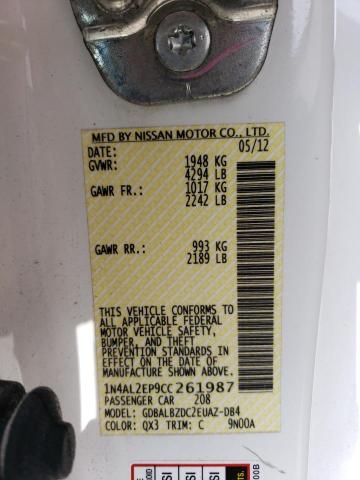 MFD BY NISSAN MOTOR CO., LTD.
DATE: 05/12
GVWR: 1948 KG
4294 LB
GAWR FR: 1017 KG
2242 LB
GAWR RR: 993 KG
2189 LB
THIS VEHICLE CONFORMS TO
ALL APPLICABLE FEDERAL
MOTOR VEHICLE SAFETY,
BUMPER, AND THEFT
PREVENTION STANDARDS
IN EFFECT ON THE DATE OF
MANUFACTURE SHOWN ABOVE.
1N4AL2EP9CC261987
PASSENGER CAR 208
MODEL: GDBALBZDC2EUAZ-DB4
COLOR: QX3 TRIM: C 9N00A